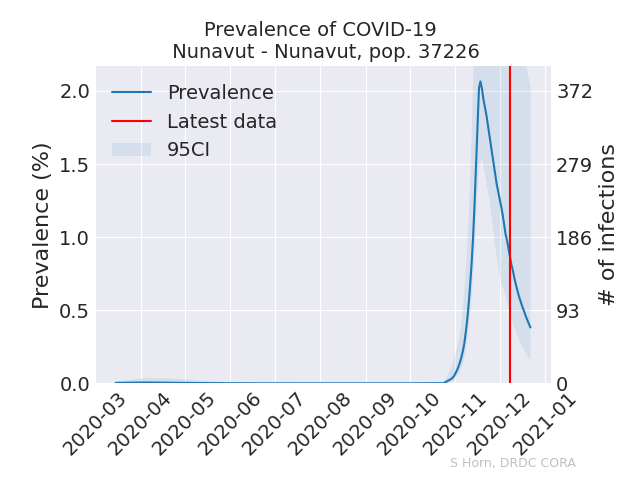 Prevalence of COVID-19
Nunavut - Nunavut, pop. 37226
Prevalence
Latest data
95CI
Prevalence (%)
2.0
1.5
1.0
0.5
0.0
372
279
186
93
0
# of infections
2020-03
2020-04
2020-05
2020-06
2020-07
2020-08
2020-09
2020-10
2020-11
2020-12
2021-01
S Horn, DRDC CORA